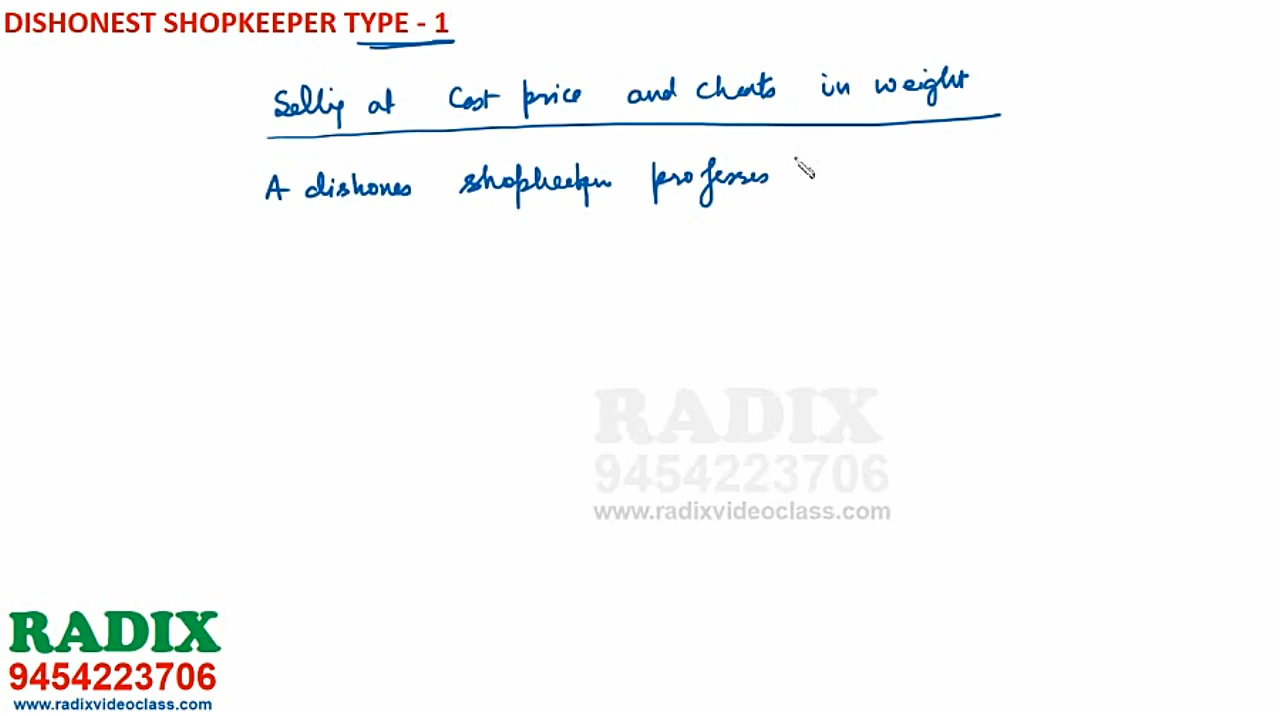 DISHONEST SHOPKEEPER TYPE - 1
Sellig at Cost price and cheats in weight
A dishones shopkeeper professes
RADIX
9454223706
www.radixvideoclass.com
RADIX
9454223706
www.radixvideoclass.com